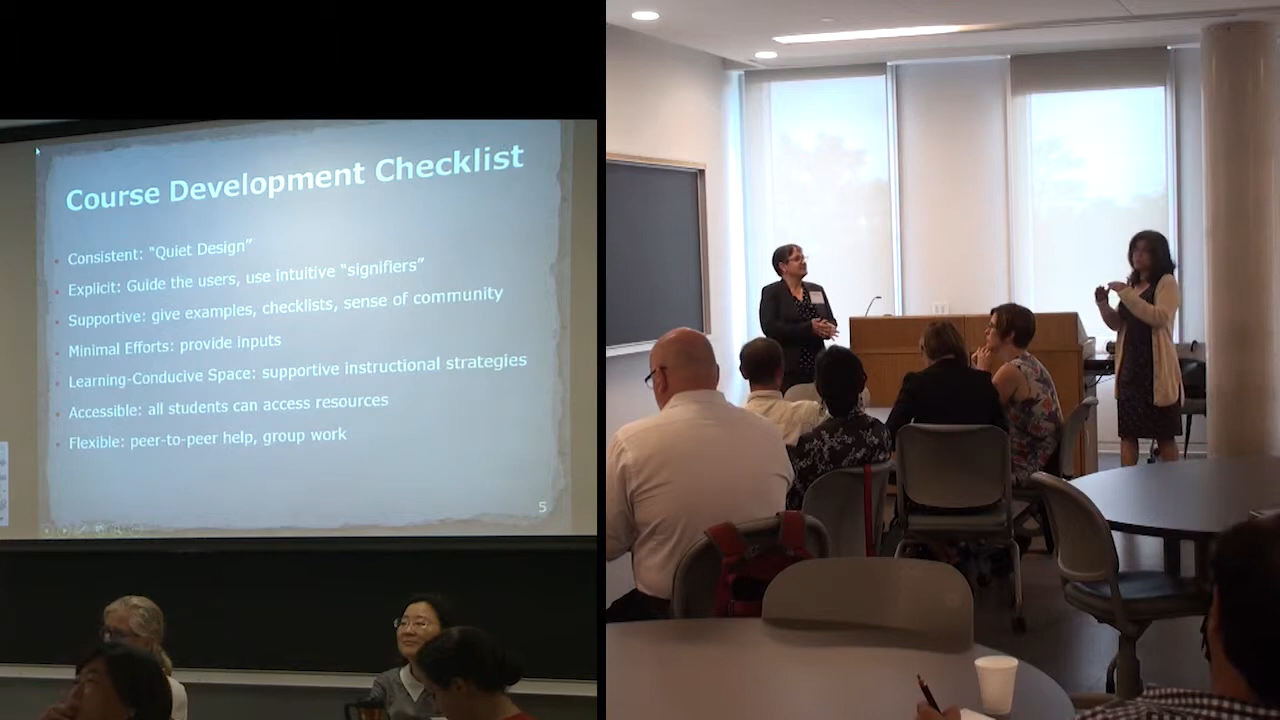 Course Development Checklist
Consistent: “Quiet Design”
Explicit: Guide the users, use intuitive “signifiers”
Supportive: give examples, checklists, sense of community
Minimal Efforts: provide inputs
Learning-Conducive Space: supportive instructional strategies
Accessible: all students can access resources
Flexible: peer-to-peer help, group work
5